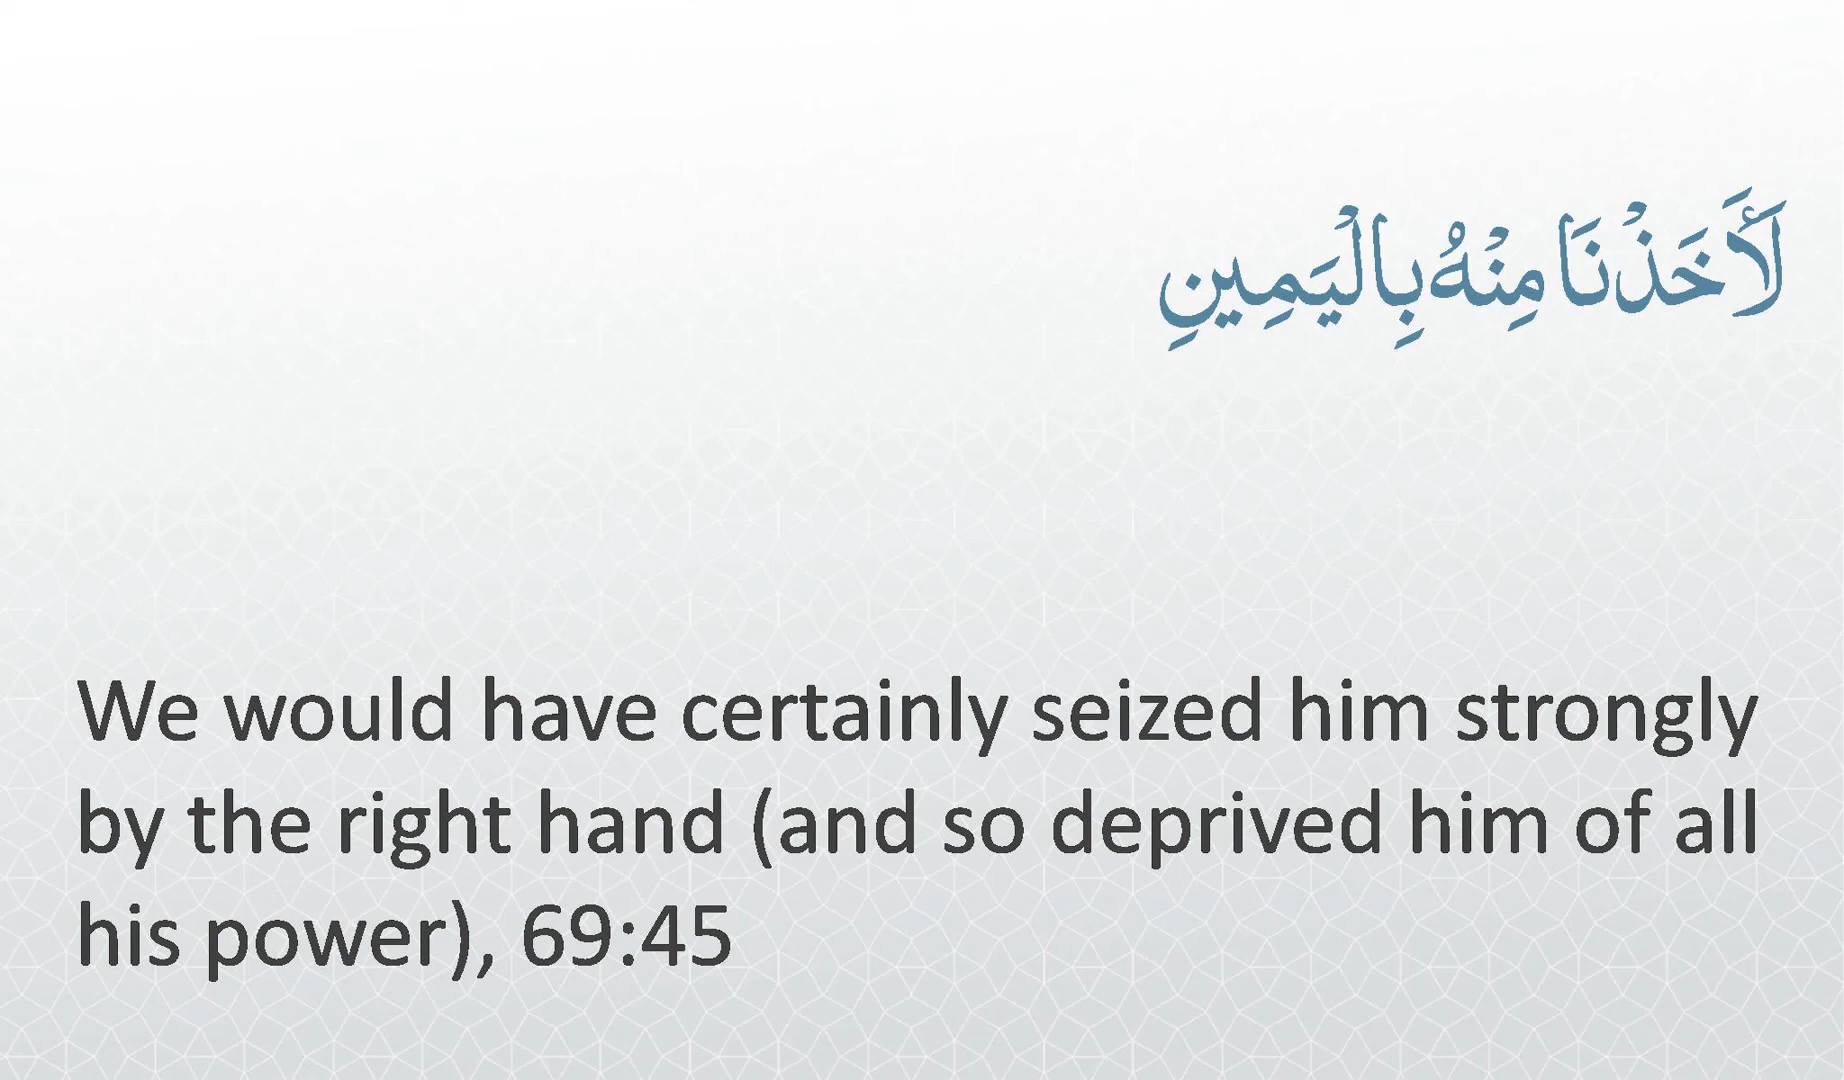 لَأَخَذْنَا مِنْهُ بِالْيَمِينِ
We would have certainly seized him strongly
by the right hand (and so deprived him of all
his power), 69:45